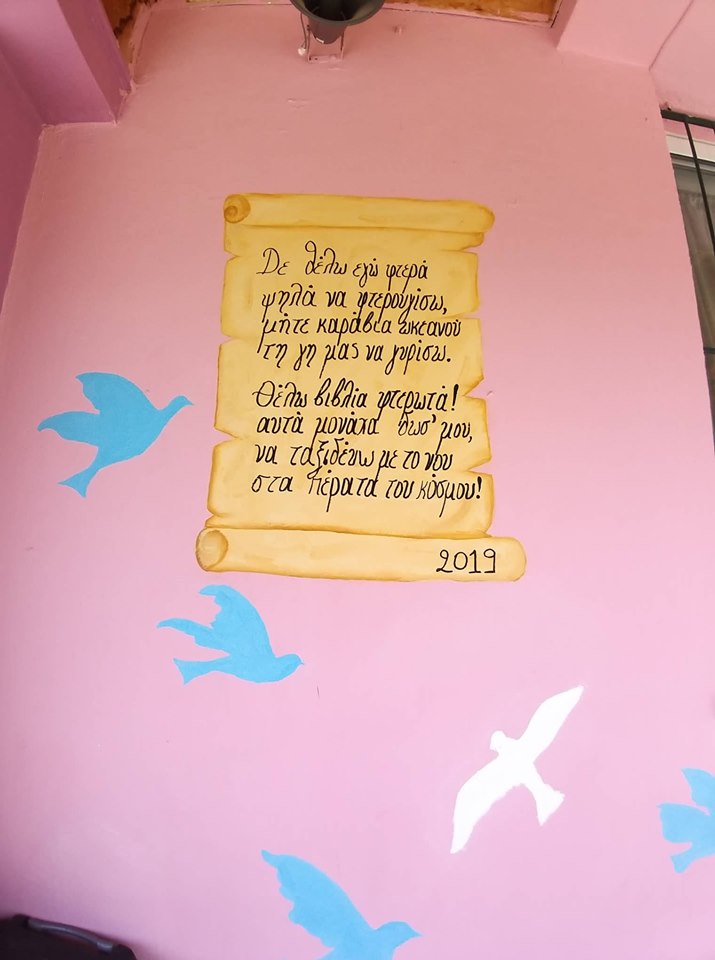 Δε θέλω εγώ φτερά
ψηλά να φτερουγίσω,
μήτε καράβια ωκεανού
τη γη μας να γυρίσω.
Θέλω βιβλία φτερωτά!
αυτά μονάχα δωσ' μου,
να ταξιδεύω με το νου
στα πέρατα του κόσμου!
2019